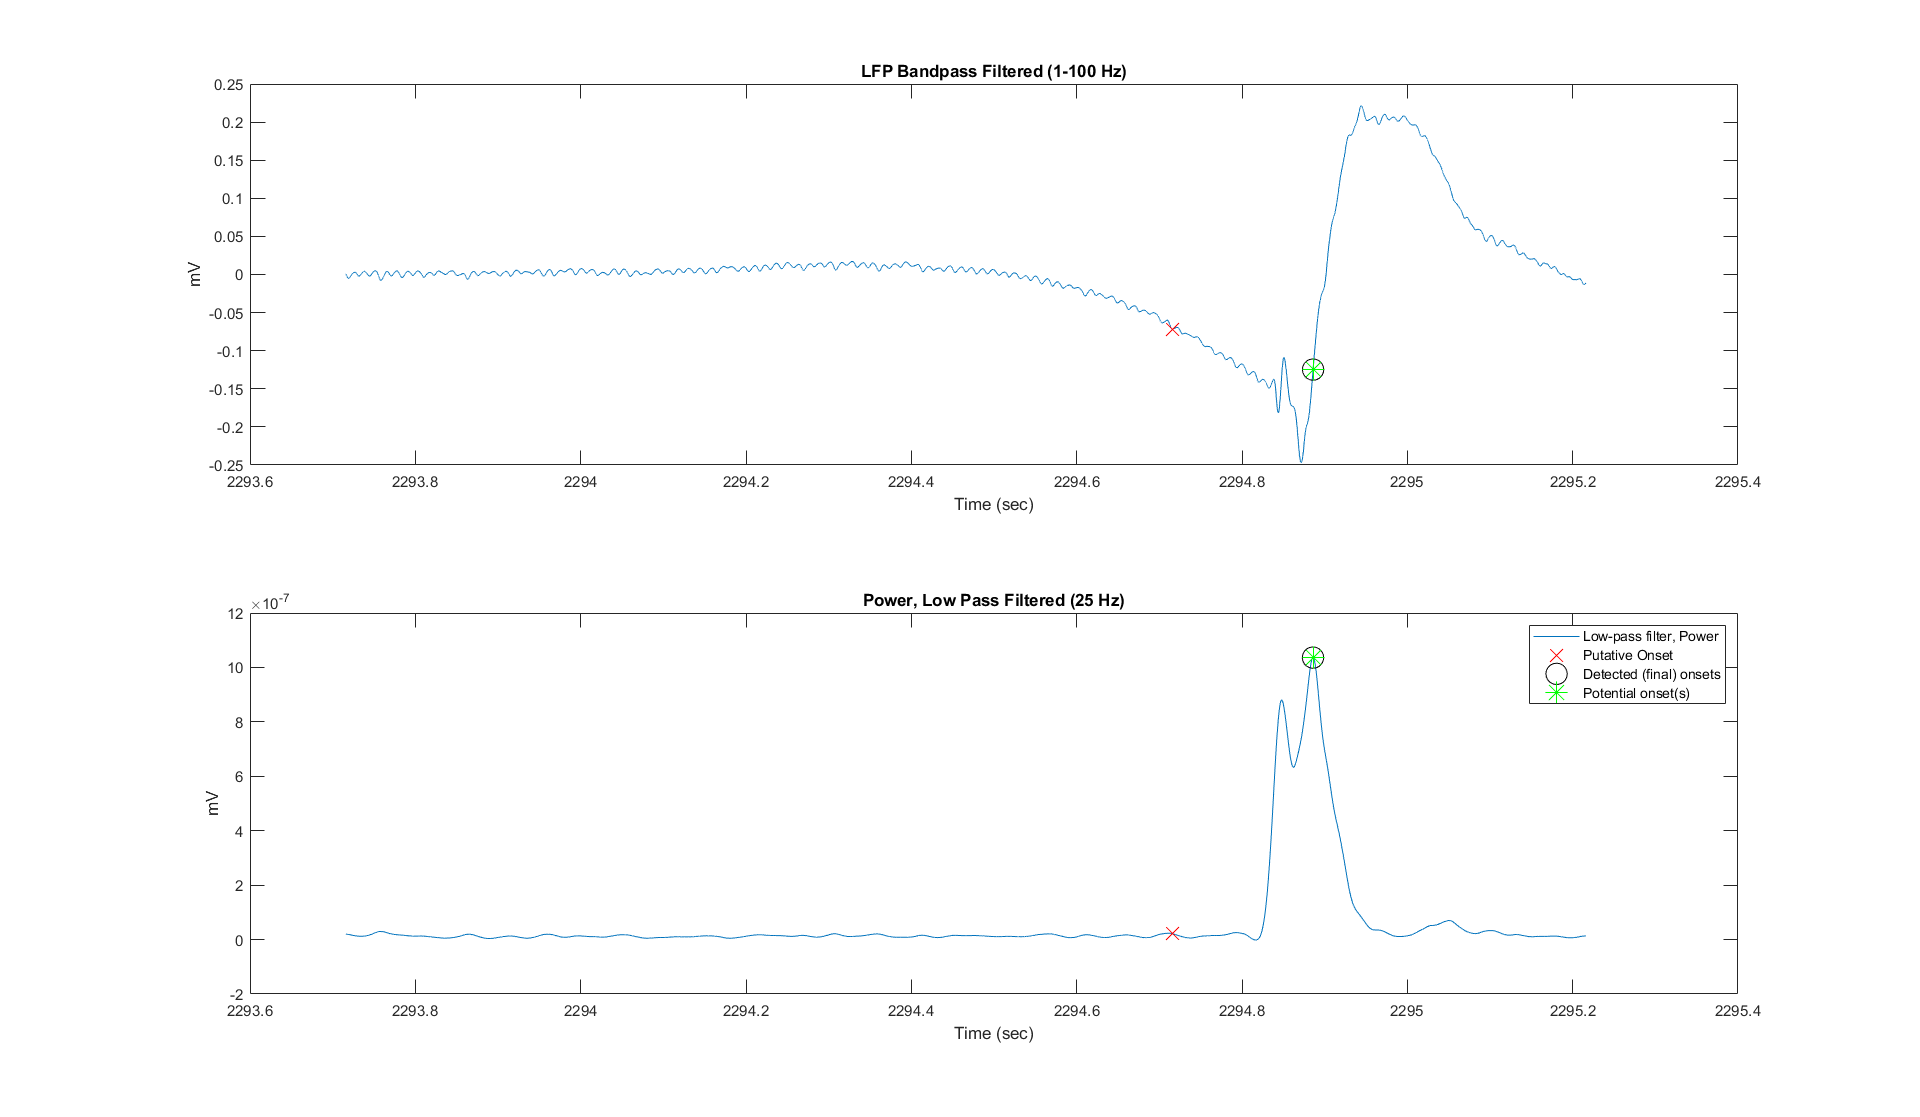 LFP Bandpass Filtered (1-100 Hz)
0.25
0.2
0.15
0.1
0.05
0
-0.05
-0.1
-0.15
-0.2
-0.25
mV
2293.6 2293.8 2294 2294.2 2294.4 2294.6 2294.8 2295 2295.2 2295.4
Time (sec)
Power, Low Pass Filtered (25 Hz)
×10-7
12
10
8
6
4
2
0
-2
mV
Low-pass filter, Power
Putative Onset
Detected (final) onsets
Potential onset(s)
2293.6 2293.8 2294 2294.2 2294.4 2294.6 2294.8 2295 2295.2 2295.4
Time (sec)